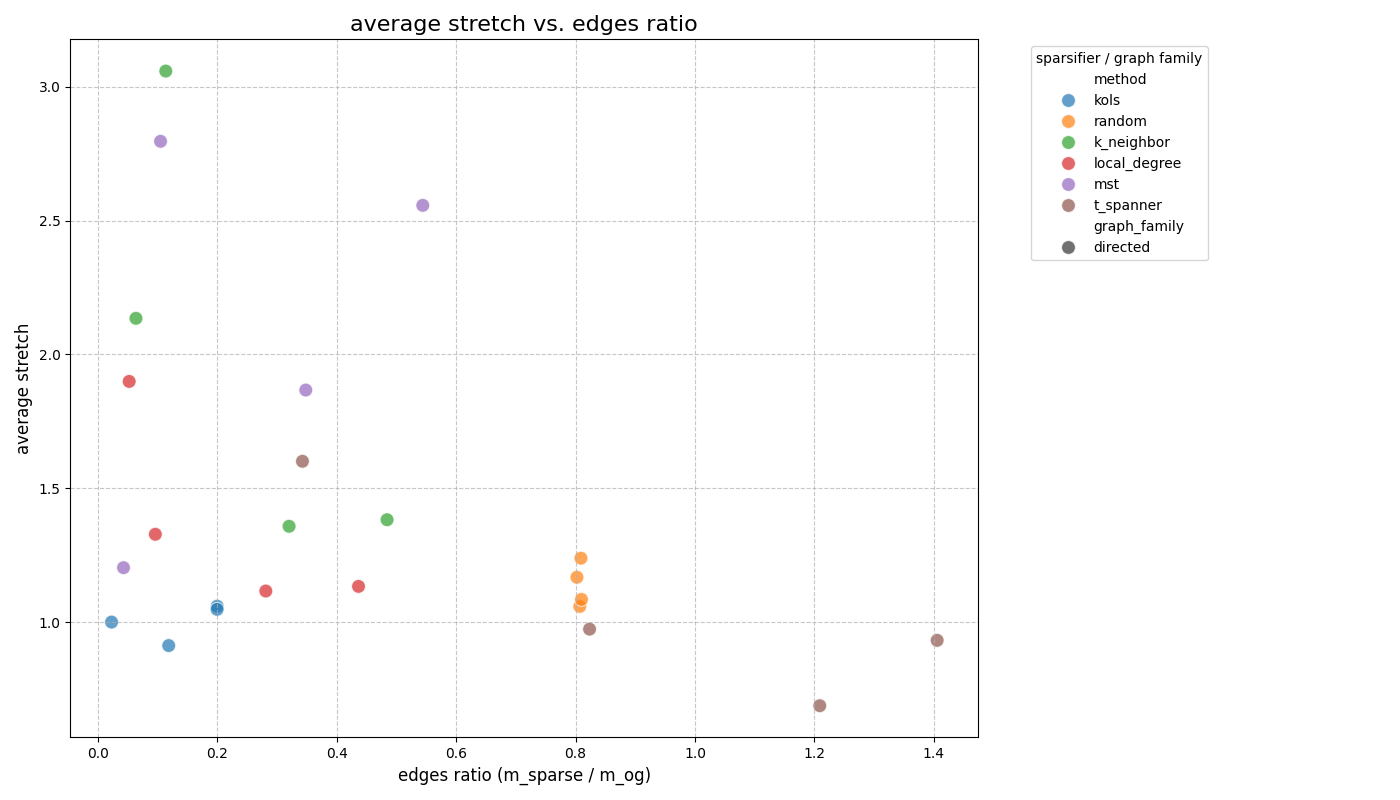 average stretch vs. edges ratio
3.0
2.5
2.0
1.5
1.0
average stretch
0.0 0.2 0.4 0.6 0.8 1.0 1.2 1.4
edges ratio (m_sparse / m_og)
sparsifier / graph family
method
kols
random
k_neighbor
local_degree
mst
t_spanner
graph_family
directed